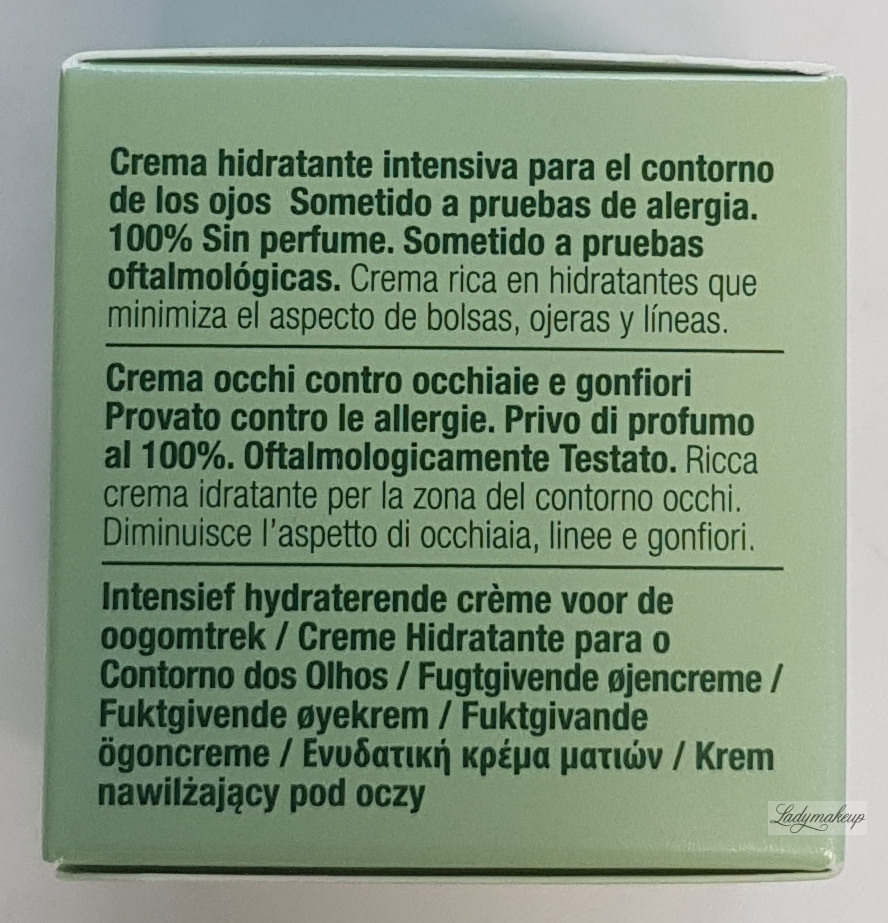 Crema hidratante intensiva para el contorno
de los ojos Sometido a pruebas de alergia.
100% Sin perfume. Sometido a pruebas
oftalmológicas. Crema rica en hidratantes que
minimiza el aspecto de bolsas, ojeras y líneas.
Crema occhi contro occhiaie e gonfiori
Provato contro le allergie. Privo di profumo
al 100%. Oftalmologicamente Testato. Ricca
crema idratante per la zona del contorno occhi.
Diminuisce l'aspetto di occhiaia, linee e gonfiori.
Intensief hydraterende crème voor de
oogomtrek / Creme Hidratante para o
Contorno dos Olhos / Fugtgivende øjencreme /
Fuktgivende øyekrem / Fuktgivande
ögoncreme / Ενυδατική κρέμα ματιών / Krem
nawilżający pod oczy
Ladymakeup